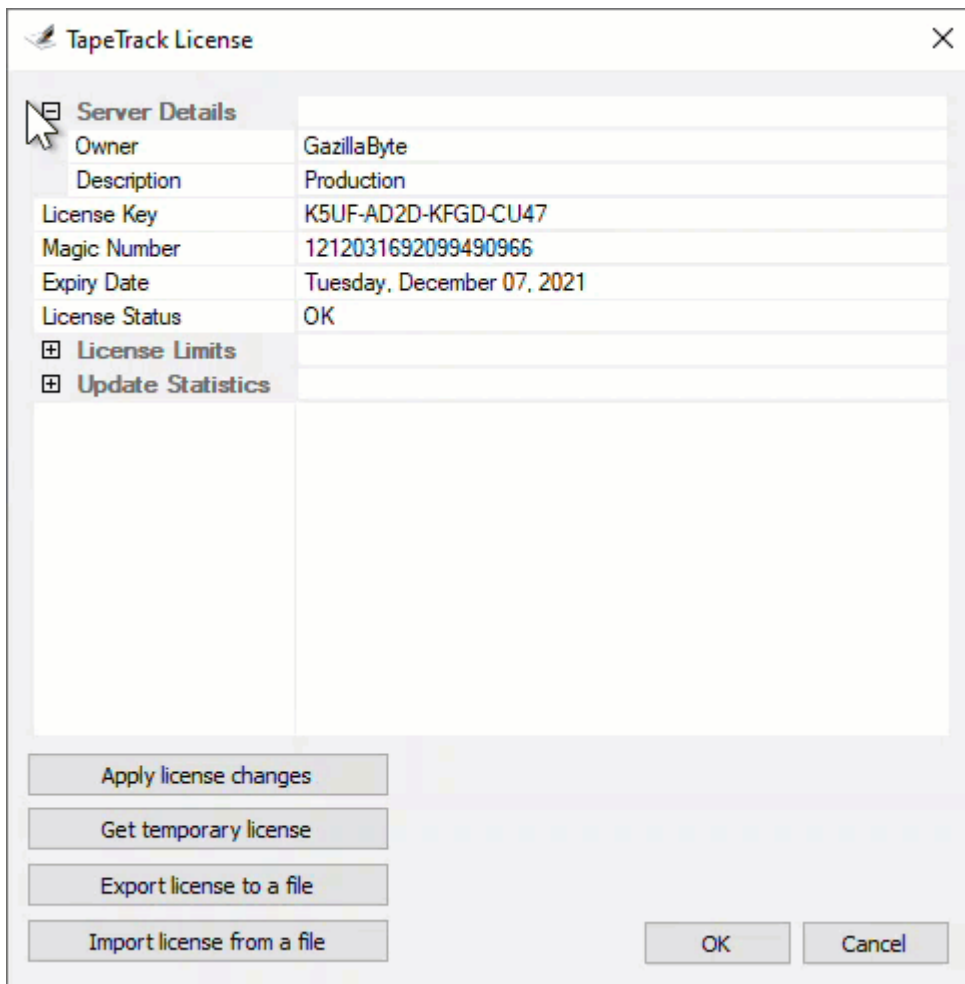 TapeTrack License
Server Details
Owner GazillaByte
Description Production
License Key K5UF-AD2D-KFGD-CU47
Magic Number 1212031692099490966
Expiry Date Tuesday, December 07, 2021
License Status OK
License Limits
Update Statistics
Apply license changes
Get temporary license
Export license to a file
Import license from a file
OK Cancel